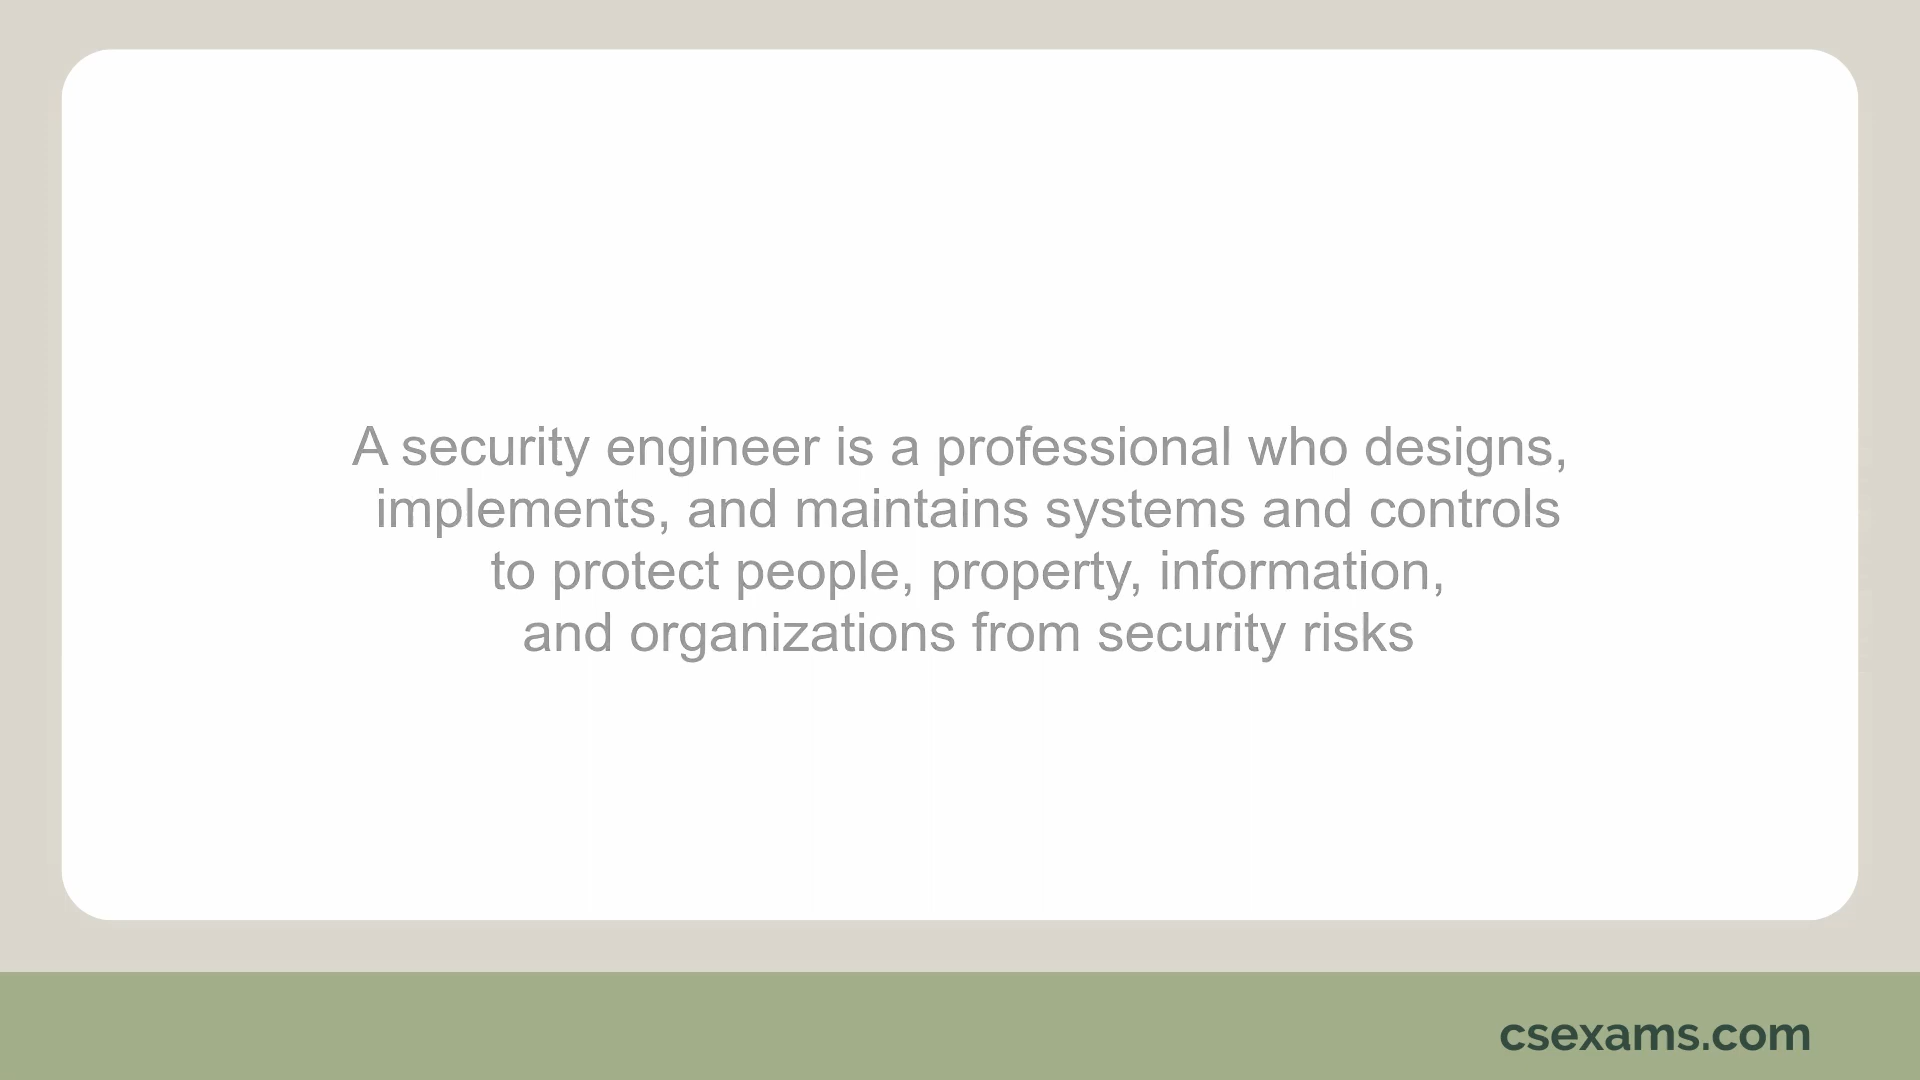 A security engineer is a professional who designs,
implements, and maintains systems and controls
to protect people, property, information,
and organizations from security risks
csexams.com